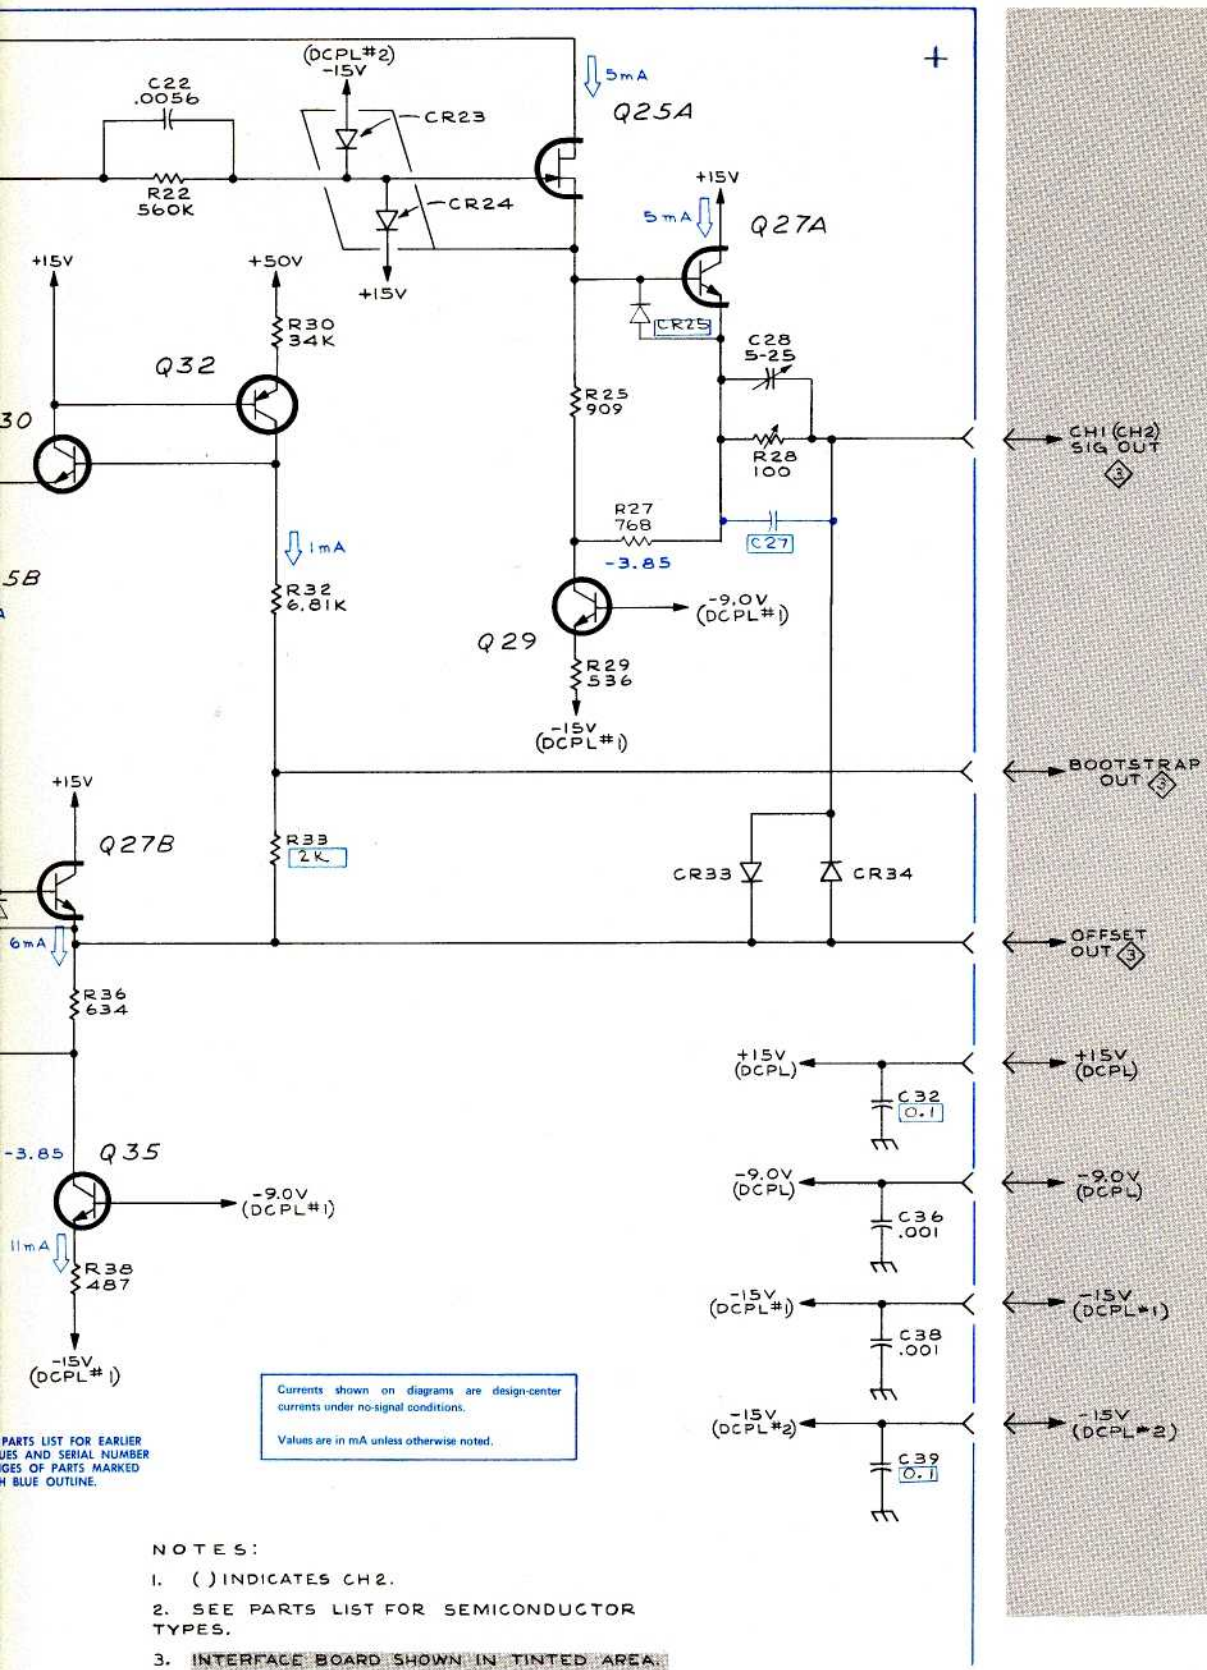 (DCPL#2)
-15V
C22
.0056
CR23
5mA
Q25A
R22
560K
CR24
+15V
+15V
5mA
Q27A
+15V
+50V
R30
34K
Q32
CR25
C28
5-25
R25
909
30
R28
100
CH1 (CH2)
SIG OUT
3
R27
768
-3.85
C27
1mA
5B
R32
6.81K
-9.0V
(DCPL#1)
Q29
R29
536
-15V
(DCPL#1)
+15V
BOOTSTRAP
OUT 3
Q27B
R33
2K
CR33
CR34
6mA
OFFSET
OUT 3
R36
634
+15V
(DCPL)
+15V
(DCPL)
C32
0.1
-3.85
Q35
-9.0V
(DCPL#1)
-9.0V
(DCPL)
-9.0V
(DCPL)
C36
.001
11mA
R38
487
-15V
(DCPL#1)
-15V
(DCPL#1)
C38
.001
-15V
(DCPL#1)
Currents shown on diagrams are design-center
currents under no-signal conditions.
Values are in mA unless otherwise noted.
-15V
(DCPL#2)
-15V
(DCPL#2)
C39
0.1
PARTS LIST FOR EARLIER
UES AND SERIAL NUMBER
GES OF PARTS MARKED
H BLUE OUTLINE.
NOTES:
1. ( ) INDICATES CH2.
2. SEE PARTS LIST FOR SEMICONDUCTOR
TYPES.
3. INTERFACE BOARD SHOWN IN TINTED AREA.